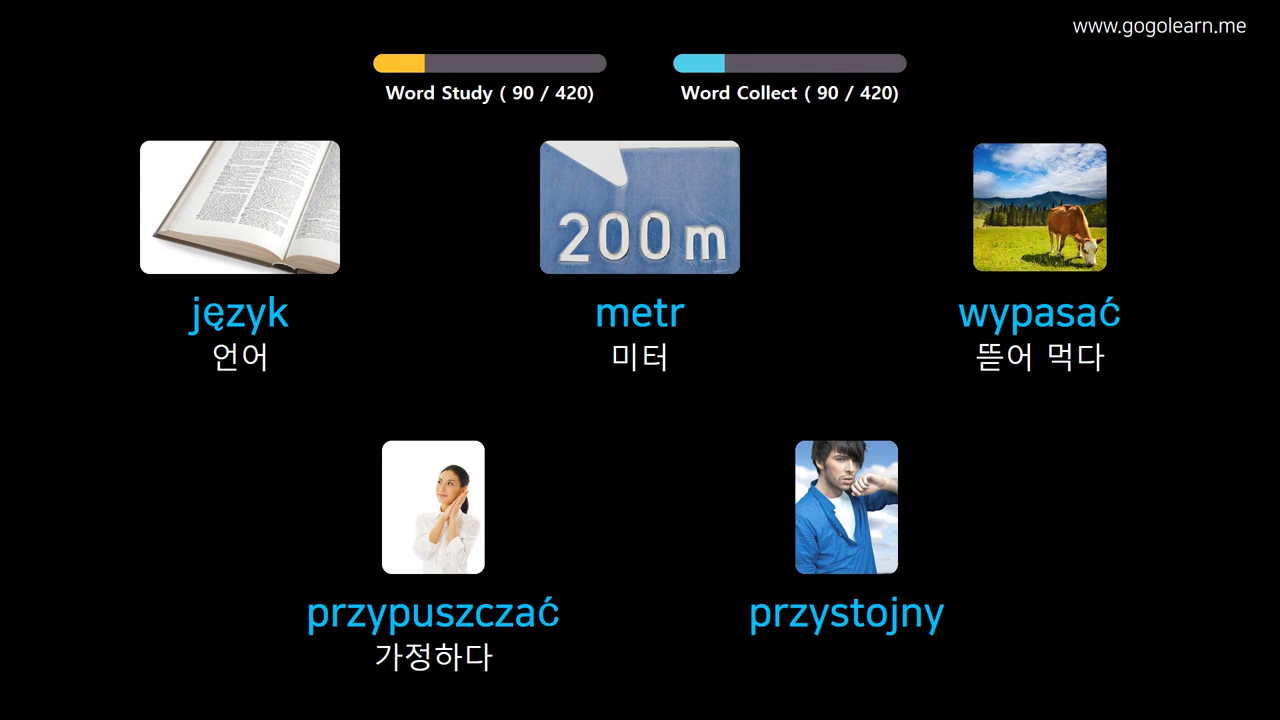 www.gogolearn.me
Word Study ( 90 / 420)
Word Collect ( 90 / 420)
200m
język
언어
metr
미터
wypasać
뜯어 먹다
przypuszczać
가정하다
przystojny